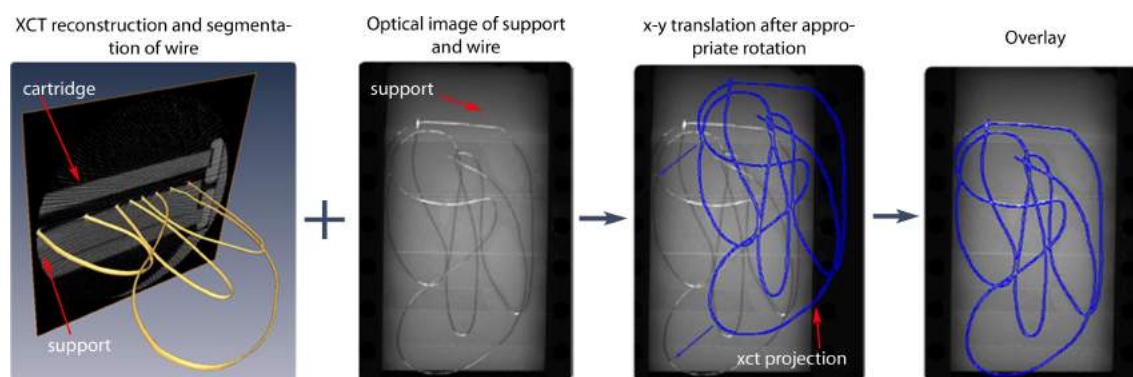 XCT reconstruction and segmenta-
tion of wire
Optical image of support
and wire
x-y translation after appro-
priate rotation
Overlay
cartridge
support
support
xct projection